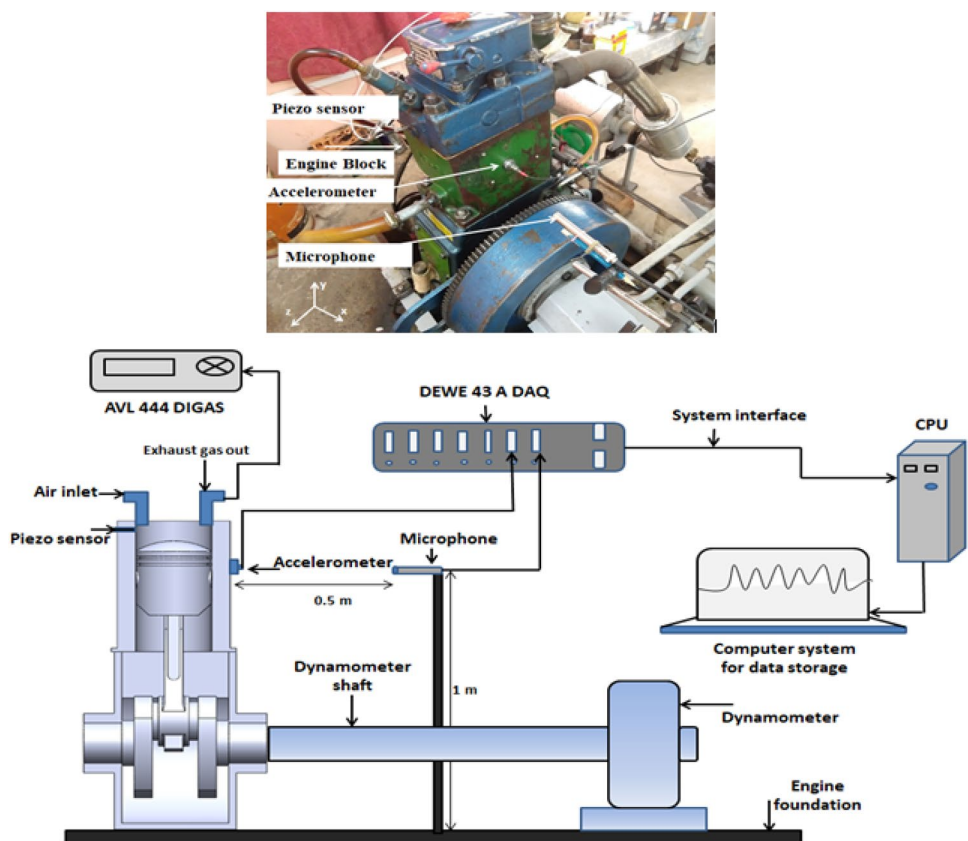 Piezo sensor
Engine Block
Accelerometer
Microphone
y
z
x
AVL 444 DIGAS
DEWE 43 A DAQ
System interface
CPU
Exhaust gas out
Air inlet
Piezo sensor
Accelerometer
Microphone
0.5 m
Computer system
for data storage
Dynamometer
shaft
1 m
Dynamometer
Engine
foundation